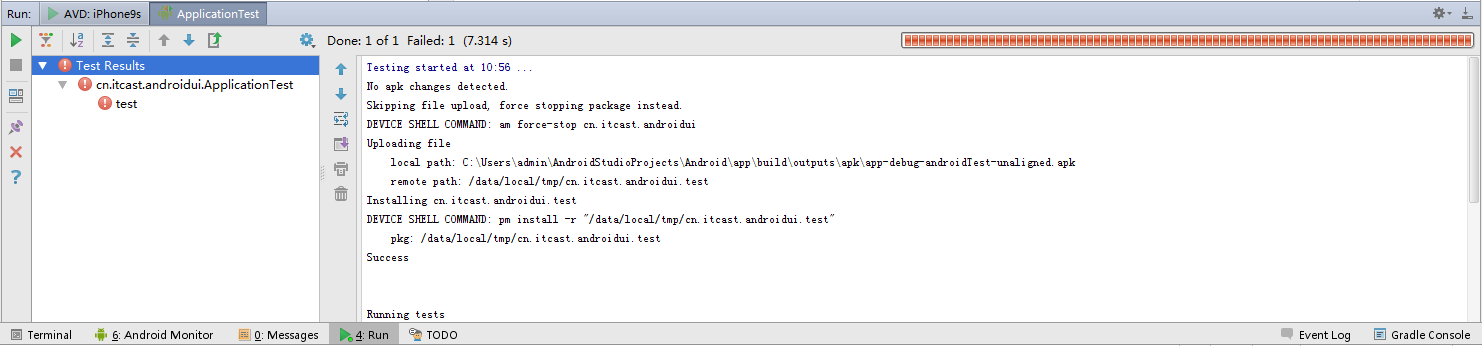 Run: AVD: iPhone9s ApplicationTest
Done: 1 of 1 Failed: 1 (7.314 s)
Test Results
cn.itcast.androidui.ApplicationTest
test
Testing started at 10:56 ...
No apk changes detected.
Skipping file upload, force stopping package instead.
DEVICE SHELL COMMAND: am force-stop cn.itcast.androidui
Uploading file
local path: C:\Users\admin\AndroidStudioProjects\Android\app\build\outputs\apk\app-debug-androidTest-unaligned.apk
remote path: /data/local/tmp/cn.itcast.androidui.test
Installing cn.itcast.androidui.test
DEVICE SHELL COMMAND: pm install -r "/data/local/tmp/cn.itcast.androidui.test"
pkg: /data/local/tmp/cn.itcast.androidui.test
Success
Running tests
Terminal 6: Android Monitor 0: Messages 4: Run TODO Event Log Gradle Console